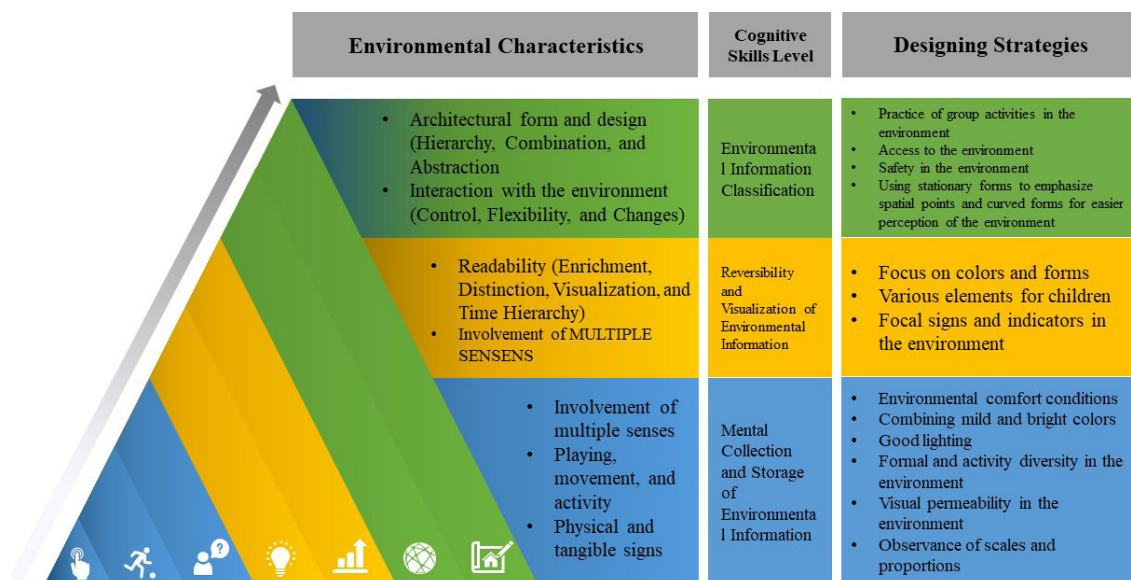 Environmental Characteristics
Cognitive
Skills Level
Designing Strategies
• Architectural form and design
(Hierarchy, Combination, and
Abstraction
• Interaction with the environment
(Control, Flexibility, and Changes)
Environmenta
l Information
Classification
• Practice of group activities in the
environment
• Access to the environment
• Safety in the environment
• Using stationary forms to emphasize
spatial points and curved forms for easier
perception of the environment
• Readability (Enrichment,
Distinction, Visualization, and
Time Hierarchy)
• Involvement of MULTIPLE
SENSENS
Reversibility
and
Visualization of
Environmental
Information
• Focus on colors and forms
• Various elements for children
• Focal signs and indicators in
the environment
• Involvement of
multiple senses
• Playing,
movement, and
activity
• Physical and
tangible signs
Mental
Collection
and Storage
of
Environmenta
l Information
• Environmental comfort conditions
• Combining mild and bright colors
• Good lighting
• Formal and activity diversity in the
environment
• Visual permeability in the
environment
• Observance of scales and
proportions